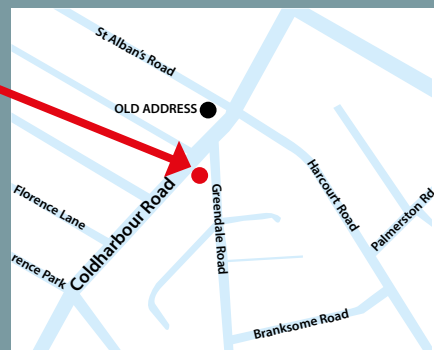 St Alban's Road
OLD ADDRESS
Harcourt Road
Florence Lane
Coldharbour Road
Greendale Road
Palmerston Rd
rence Park
Branksome Road